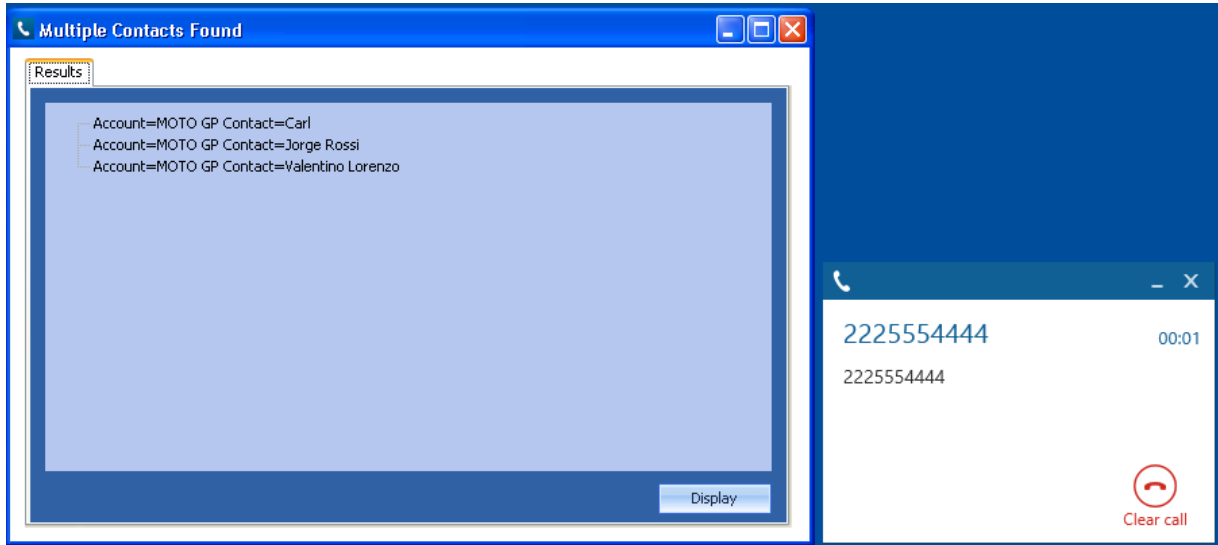 Multiple Contacts Found
Results
Account=MOTO GP Contact=Carl
Account=MOTO GP Contact=Jorge Rossi
Account=MOTO GP Contact=Valentino Lorenzo
Display
2225554444 00:01
2225554444
Clear call